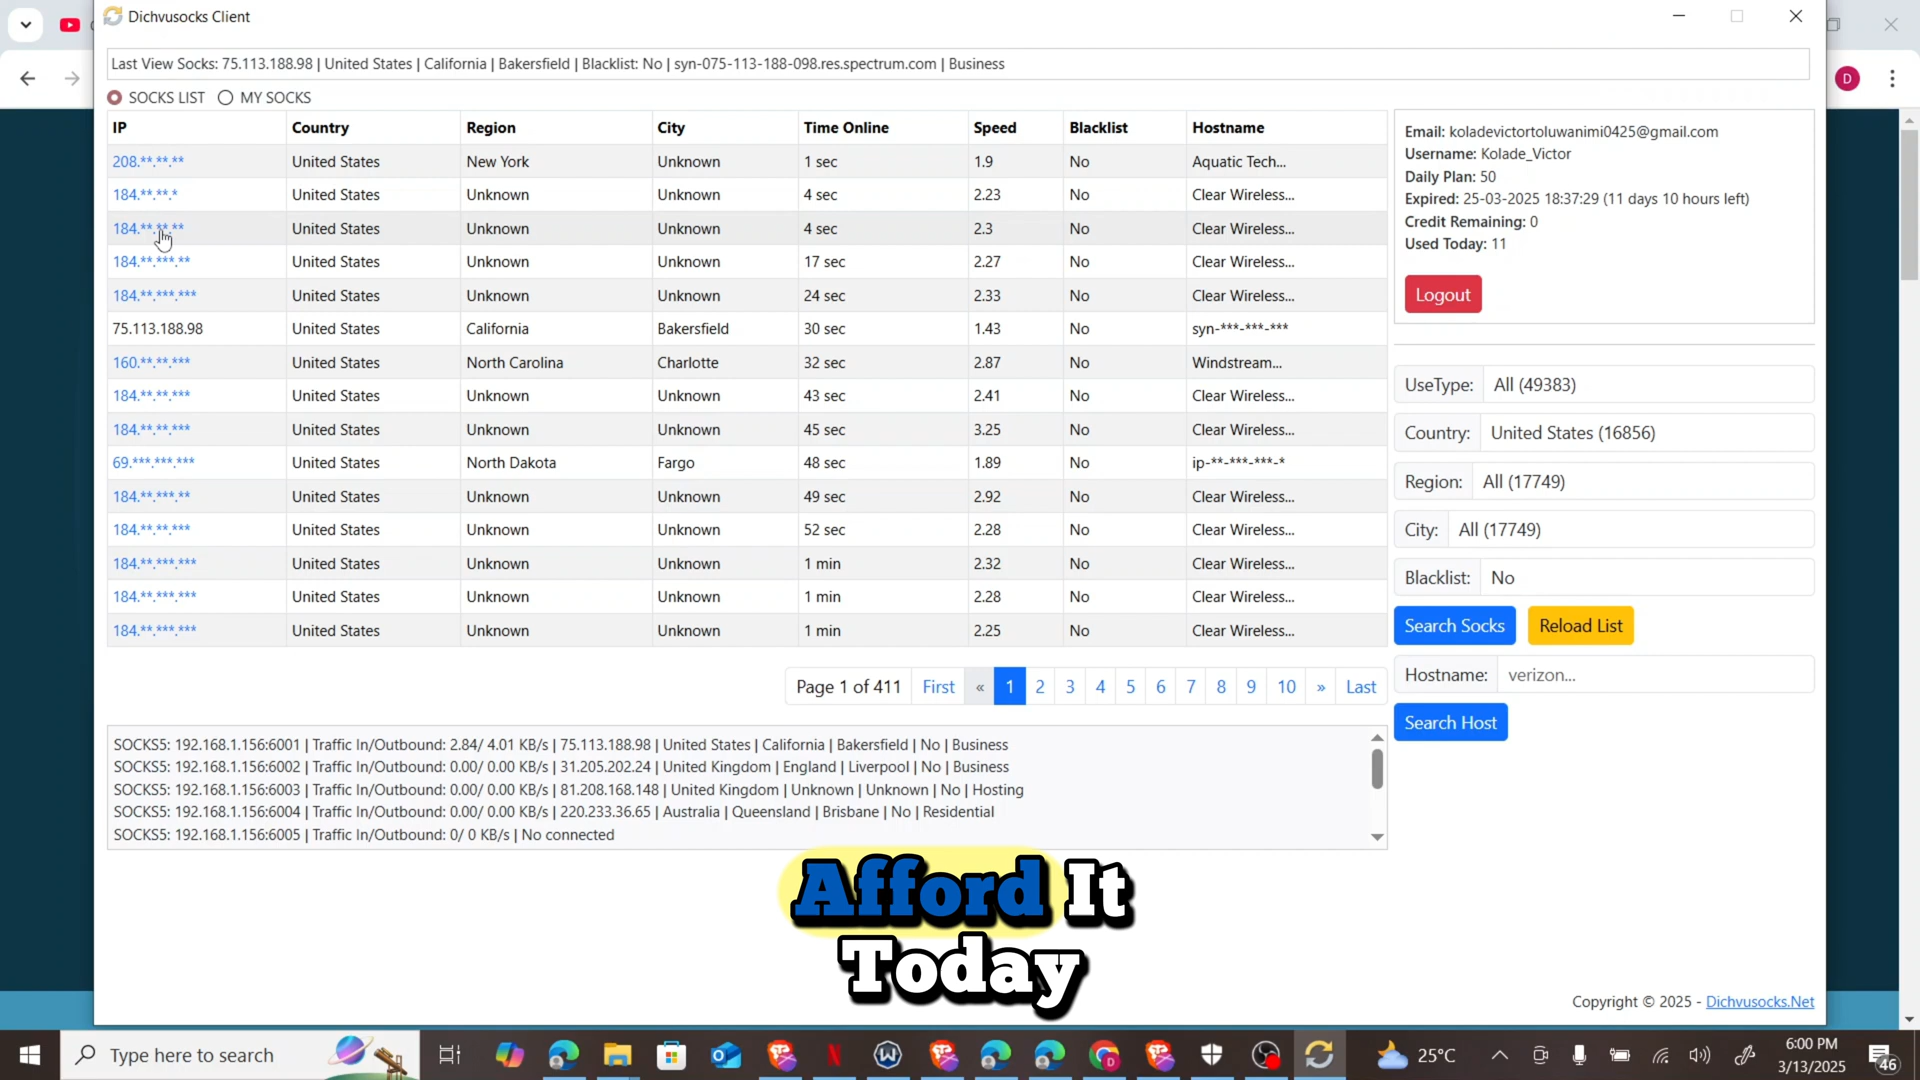 Dichvusocks Client
Last View Socks: 75.113.188.98 | United States | California | Bakersfield | Blacklist: No | syn-075-113-188-098.res.spectrum.com | Business
D
SOCKS LIST MY SOCKS
IP Country Region City Time Online Speed Blacklist Hostname
208.**.**.** United States New York Unknown 1 sec 1.9 No Aquatic Tech...
184.**.**.* United States Unknown Unknown 4 sec 2.23 No Clear Wireless...
184.**.**.** United States Unknown Unknown 4 sec 2.3 No Clear Wireless...
184.**.***.** United States Unknown Unknown 17 sec 2.27 No Clear Wireless...
184.**.***.*** United States Unknown Unknown 24 sec 2.33 No Clear Wireless...
75.113.188.98 United States California Bakersfield 30 sec 1.43 No syn-***-***-***
160.**.**.*** United States North Carolina Charlotte 32 sec 2.87 No Windstream...
184.**.**.*** United States Unknown Unknown 43 sec 2.41 No Clear Wireless...
184.**.**.*** United States Unknown Unknown 45 sec 3.25 No Clear Wireless...
69.***.***.*** United States North Dakota Fargo 48 sec 1.89 No ip-**-***-***-*
184.**.***.** United States Unknown Unknown 49 sec 2.92 No Clear Wireless...
184.**.**.*** United States Unknown Unknown 52 sec 2.28 No Clear Wireless...
184.**.***.*** United States Unknown Unknown 1 min 2.32 No Clear Wireless...
184.**.***.*** United States Unknown Unknown 1 min 2.28 No Clear Wireless...
184.**.***.*** United States Unknown Unknown 1 min 2.25 No Clear Wireless...
Page 1 of 411 First « 1 2 3 4 5 6 7 8 9 10 » Last
Email: koladevictortoluwanimi0425@gmail.com
Username: Kolade_Victor
Daily Plan: 50
Expired: 25-03-2025 18:37:29 (11 days 10 hours left)
Credit Remaining: 0
Used Today: 11
Logout
UseType: All (49383)
Country: United States (16856)
Region: All (17749)
City: All (17749)
Blacklist: No
Search Socks Reload List
Hostname: verizon...
Search Host
SOCKS5: 192.168.1.156:6001 | Traffic In/Outbound: 2.84/ 4.01 KB/s | 75.113.188.98 | United States | California | Bakersfield | No | Business
SOCKS5: 192.168.1.156:6002 | Traffic In/Outbound: 0.00/ 0.00 KB/s | 31.205.202.24 | United Kingdom | England | Liverpool | No | Business
SOCKS5: 192.168.1.156:6003 | Traffic In/Outbound: 0.00/ 0.00 KB/s | 81.208.168.148 | United Kingdom | Unknown | Unknown | No | Hosting
SOCKS5: 192.168.1.156:6004 | Traffic In/Outbound: 0.00/ 0.00 KB/s | 220.233.36.65 | Australia | Queensland | Brisbane | No | Residential
SOCKS5: 192.168.1.156:6005 | Traffic In/Outbound: 0/ 0 KB/s | No connected
Afford It
Today
Copyright © 2025 - Dichvusocks.Net
Type here to search
25°C
6:00 PM
3/13/2025
46